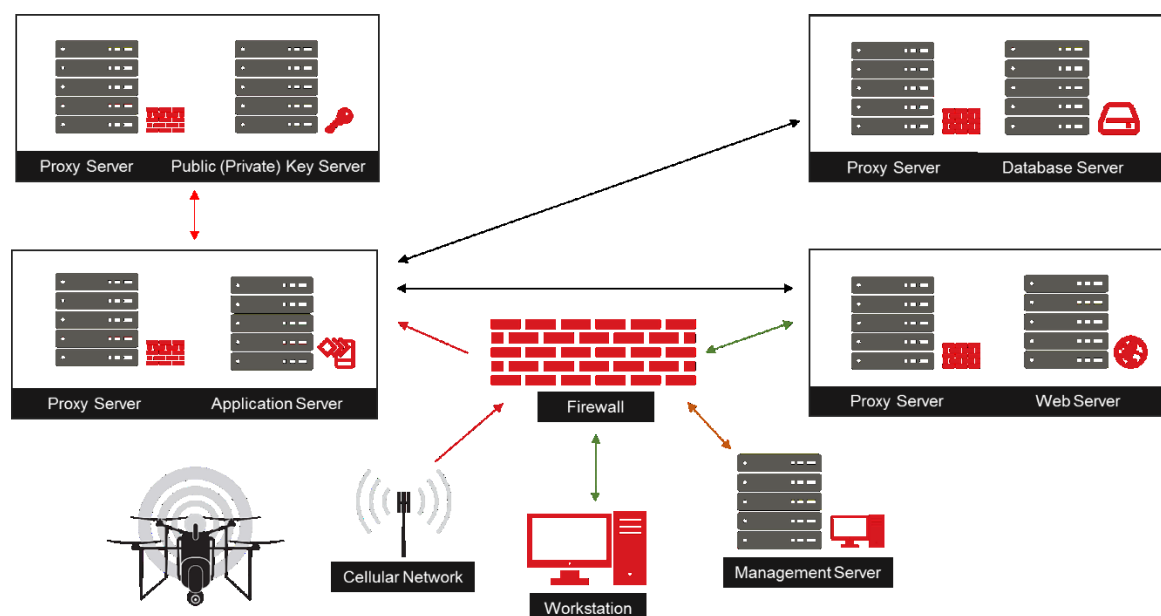 Proxy Server
Public (Private) Key Server
Proxy Server
Database Server
Proxy Server
Application Server
Firewall
Proxy Server
Web Server
Cellular Network
Workstation
Management Server